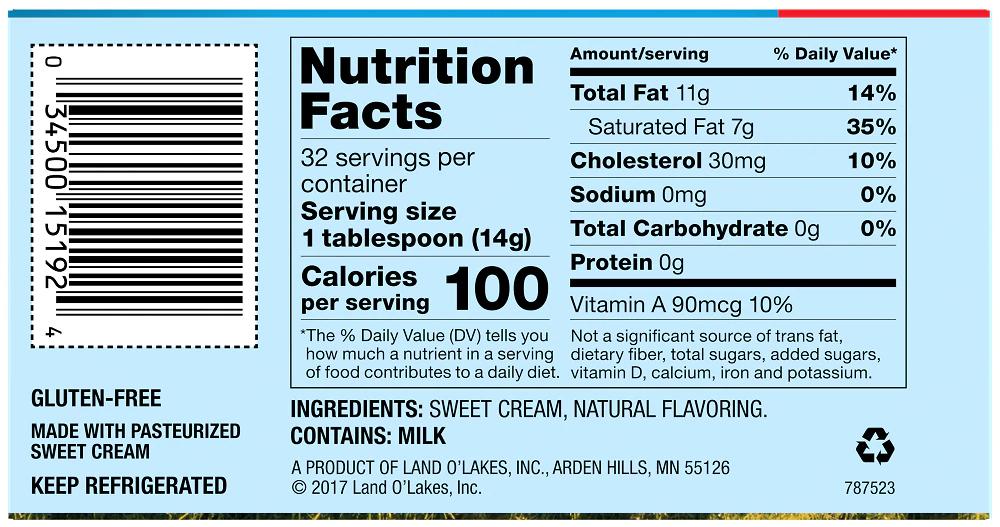 0
34500 15192
4
GLUTEN-FREE
MADE WITH PASTEURIZED
SWEET CREAM
KEEP REFRIGERATED
Nutrition
Facts
32 servings per
container
Serving size
1 tablespoon (14g)
Calories
per serving 100
*The % Daily Value (DV) tells you
how much a nutrient in a serving
of food contributes to a daily diet.
Amount/serving % Daily Value*
Total Fat 11g 14%
Saturated Fat 7g 35%
Cholesterol 30mg 10%
Sodium 0mg 0%
Total Carbohydrate 0g 0%
Protein 0g
Vitamin A 90mcg 10%
Not a significant source of trans fat,
dietary fiber, total sugars, added sugars,
vitamin D, calcium, iron and potassium.
INGREDIENTS: SWEET CREAM, NATURAL FLAVORING.
CONTAINS: MILK
A PRODUCT OF LAND O'LAKES, INC., ARDEN HILLS, MN 55126
© 2017 Land O'Lakes, Inc.
787523